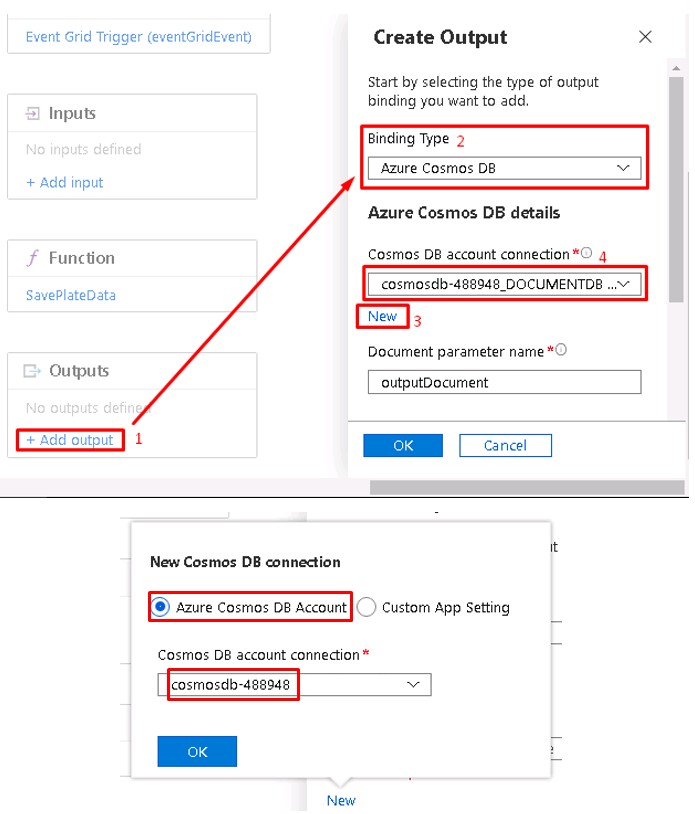 Event Grid Trigger (eventGridEvent)
Inputs
No inputs defined
+ Add input
Function
SavePlateData
Outputs
No outputs defined
+ Add output 1
Create Output
Start by selecting the type of output
binding you want to add.
Binding Type 2
Azure Cosmos DB
Azure Cosmos DB details
Cosmos DB account connection * 4
cosmosdb-488948_DOCUMENTDB ...
New 3
Document parameter name *
outputDocument
OK Cancel
New Cosmos DB connection
Azure Cosmos DB Account Custom App Setting
Cosmos DB account connection *
cosmosdb-488948
OK
New